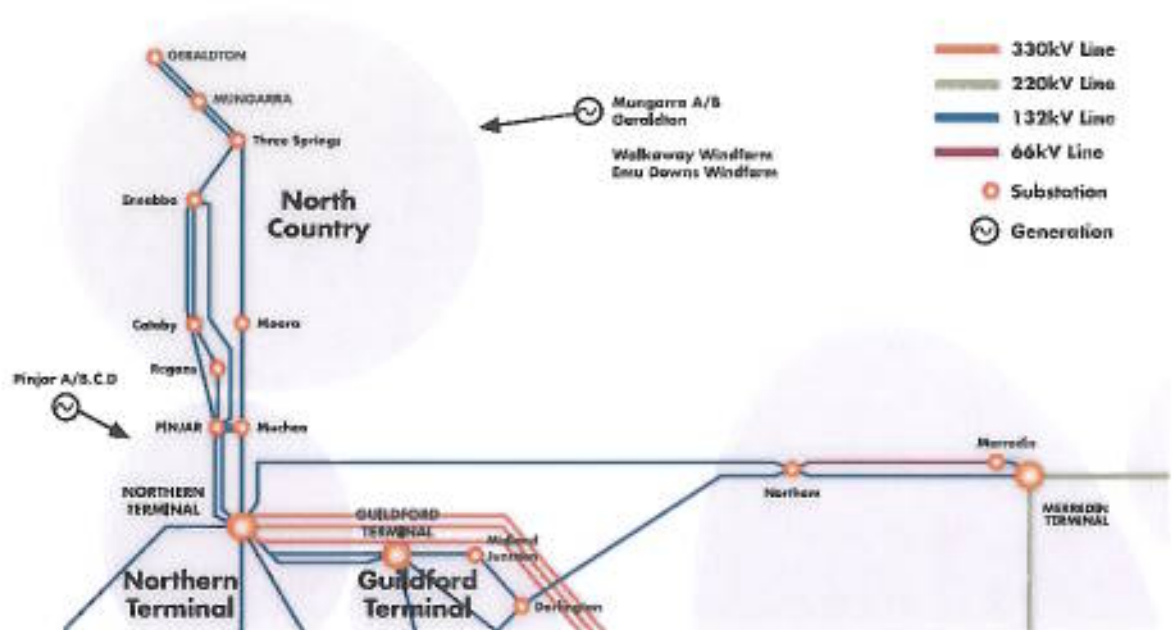 GERALDTON
MUNGARRA
Three Springs
Eneabba
North
Country
Mungarra A/B
Geraldton
Walkaway Windfarm
Emu Downs Windfarm
330kV Line
220kV Line
132kV Line
66kV Line
Substation
Generation
Cataby
Moora
Regans
Pinjar A/B.C.D
PINJAR
Muchea
NORTHERN
TERMINAL
GUILDFORD
TERMINAL
Midland
Junction
Northern
Terminal
Guildford
Terminal
Darlington
Northam
Merredin
MERREDIN
TERMINAL